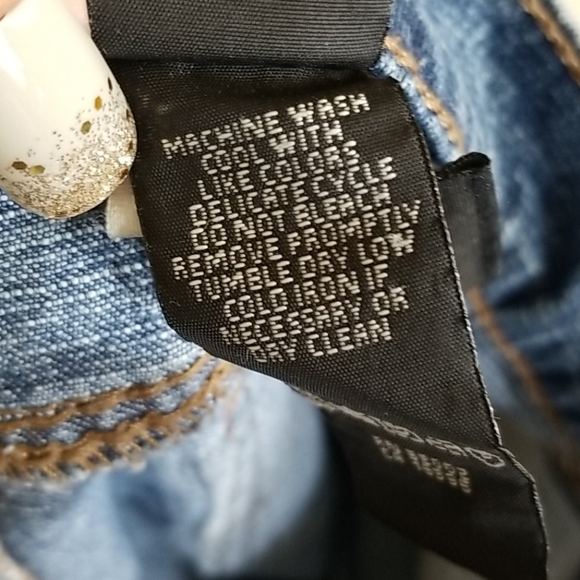 MACHINE WASH
COOL WITH
LIKE COLORS
DELICATE CYCLE
DO NOT BLEACH
REMOVE PROMPTLY
TUMBLE DRY LOW
COLD IRON IF
NECESSARY OR
DRY CLEAN